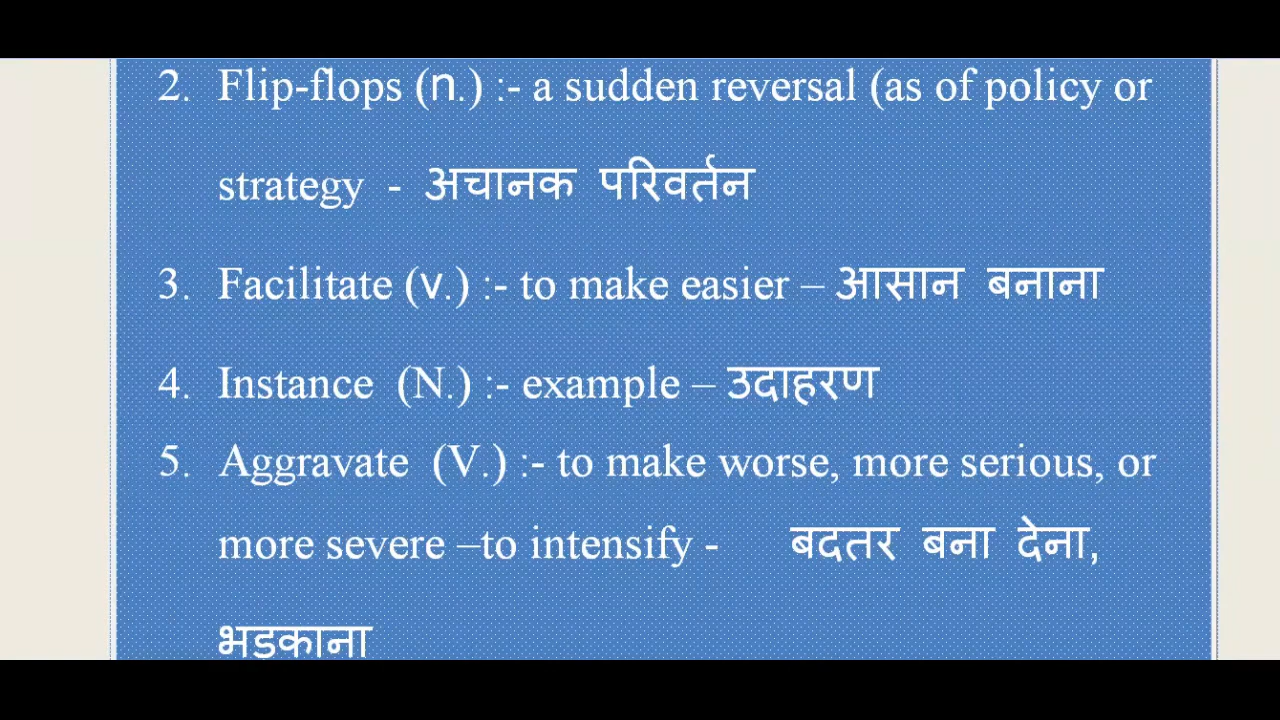 2. Flip-flops (n.) :- a sudden reversal (as of policy or
strategy - अचानक परिवर्तन
3. Facilitate (v.) :- to make easier – आसान बनाना
4. Instance (N.) :- example – उदाहरण
5. Aggravate (V.) :- to make worse, more serious, or
more severe –to intensify - बदतर बना देना,
भडकाना